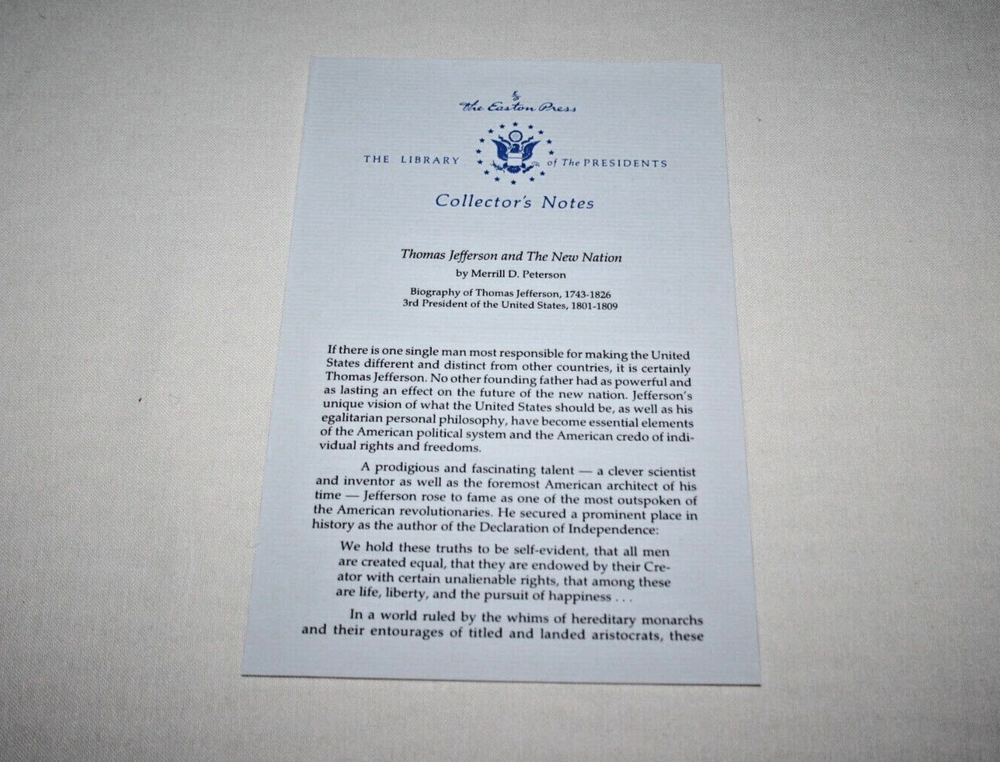 The Easton Press
THE LIBRARY of The PRESIDENTS
Collector's Notes
Thomas Jefferson and The New Nation
by Merrill D. Peterson
Biography of Thomas Jefferson, 1743-1826
3rd President of the United States, 1801-1809
If there is one single man most responsible for making the United
States different and distinct from other countries, it is certainly
Thomas Jefferson. No other founding father had as powerful and
as lasting an effect on the future of the new nation. Jefferson's
unique vision of what the United States should be, as well as his
egalitarian personal philosophy, have become essential elements
of the American political system and the American credo of indi-
vidual rights and freedoms.
A prodigious and fascinating talent — a clever scientist
and inventor as well as the foremost American architect of his
time — Jefferson rose to fame as one of the most outspoken of
the American revolutionaries. He secured a prominent place in
history as the author of the Declaration of Independence:
We hold these truths to be self-evident, that all men
are created equal, that they are endowed by their Cre-
ator with certain unalienable rights, that among these
are life, liberty, and the pursuit of happiness . . .
In a world ruled by the whims of hereditary monarchs
and their entourages of titled and landed aristocrats, these